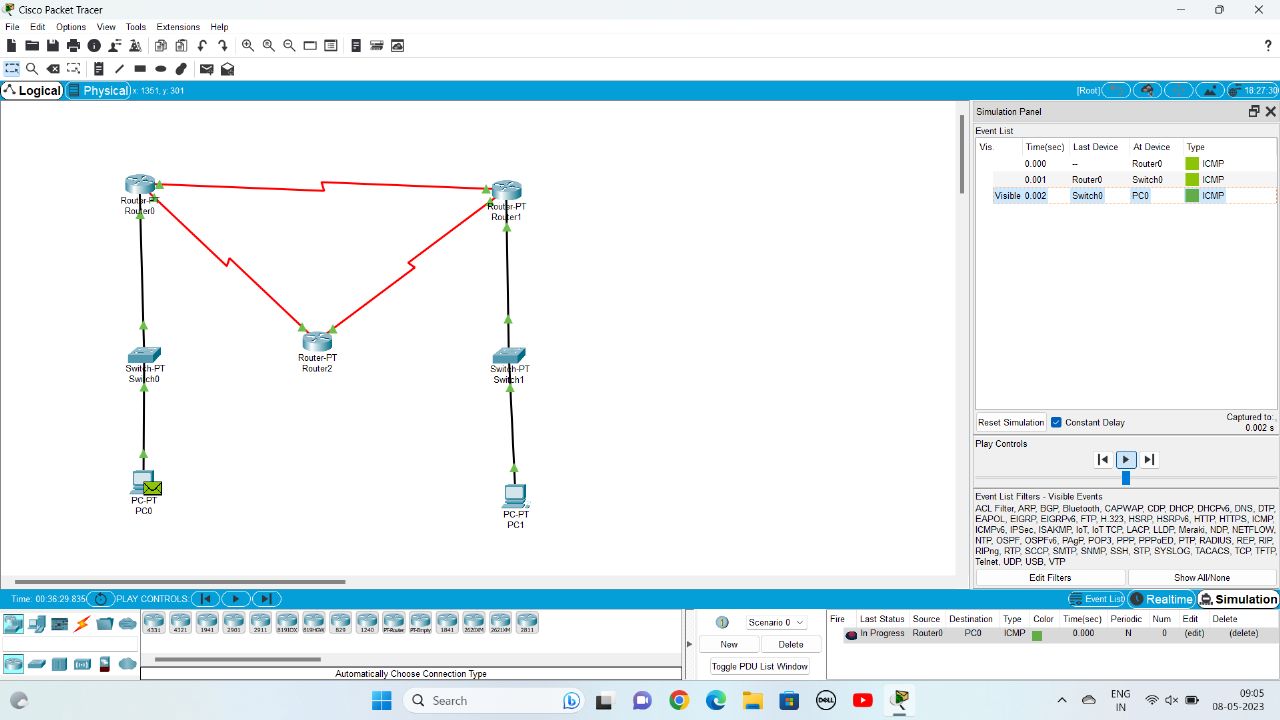 Cisco Packet Tracer
File Edit Options View Tools Extensions Help
?
Logical Physical x: 1351, y: 301 [Root] 18:27:30
Simulation Panel
Event List
Vis. Time(sec) Last Device At Device Type
0.000 -- Router0 ICMP
0.001 Router0 Switch0 ICMP
Visible 0.002 Switch0 PC0 ICMP
Router-PT
Router0
Router-PT
Router1
Router-PT
Router2
Switch-PT
Switch0
Switch-PT
Switch1
PC-PT
PC0
PC-PT
PC1
Reset Simulation Constant Delay Captured to:
0.002 s
Play Controls
Event List Filters - Visible Events
ACL Filter, ARP, BGP, Bluetooth, CAPWAP, CDP, DHCP, DHCPv6, DNS, DTP,
EAPOL, EIGRP, EIGRPv6, FTP, H.323, HSRP, HSRPv6, HTTP, HTTPS, ICMP,
ICMPv6, IPSec, ISAKMP, IoT, IoT TCP, LACP, LLDP, Meraki, NDP, NETFLOW,
NTP, OSPF, OSPFv6, PAgP, POP3, PPP, PPPoED, PTP, RADIUS, REP, RIP,
RIPng, RTP, SCCP, SMTP, SNMP, SSH, STP, SYSLOG, TACACS, TCP, TFTP,
Telnet, UDP, USB, VTP
Edit Filters Show All/None
Time: 00:36:29.835 PLAY CONTROLS: Event List Realtime Simulation
4331 4321 1941 2901 2911 819IOX 819HGW 829 1240 PT-Router PT-Empty 1841 2620XM 2621XM 2811
Automatically Choose Connection Type
Scenario 0
New Delete
Toggle PDU List Window
Fire Last Status Source Destination Type Color Time(sec) Periodic Num Edit Delete
In Progress Router0 PC0 ICMP 0.000 N 0 (edit) (delete)
Search
DELL
ENG
IN
09:05
08-05-2023